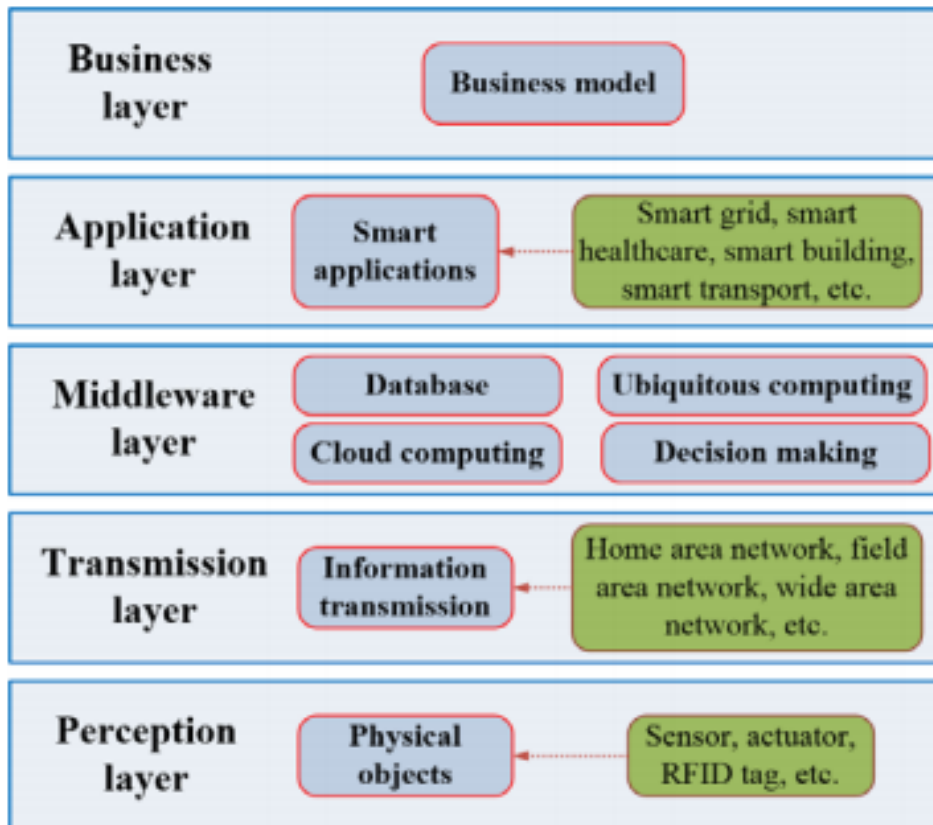 Business
layer
Business model
Application
layer
Smart
applications
Smart grid, smart
healthcare, smart building,
smart transport, etc.
Middleware
layer
Database
Ubiquitous computing
Cloud computing
Decision making
Transmission
layer
Information
transmission
Home area network, field
area network, wide area
network, etc.
Perception
layer
Physical
objects
Sensor, actuator,
RFID tag, etc.